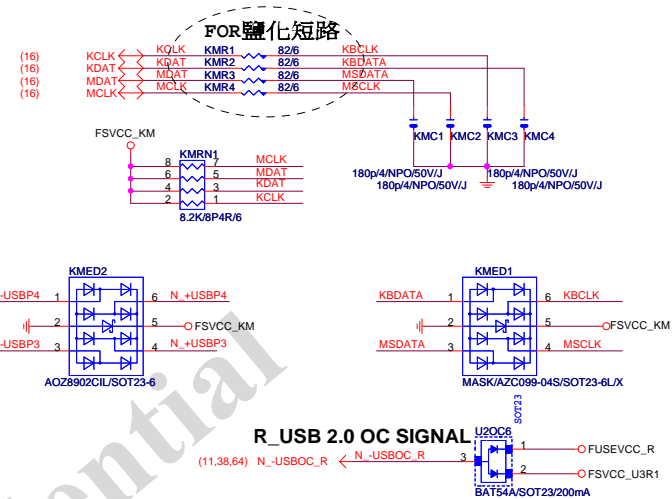 FOR鹽化短路
(16) KCLK KCLK KMR1 82/6 KBCLK
(16) KDAT KDAT KMR2 82/6 KBDATA
(16) MDAT MDAT KMR3 82/6 MSDATA
(16) MCLK MCLK KMR4 82/6 MSCLK
KMC1 KMC2 KMC3 KMC4
180p/4/NPO/50V/J 180p/4/NPO/50V/J
180p/4/NPO/50V/J 180p/4/NPO/50V/J
FSVCC_KM
KMRN1
8 7 MCLK
6 5 MDAT
4 3 KDAT
2 1 KCLK
8.2K/8P4R/6
KMED2
-USBP4 1 6 N_+USBP4
2 5 FSVCC_KM
-USBP3 3 4 N_+USBP3
AOZ8902CIL/SOT23-6
KMED1
KBDATA 1 6 KBCLK
2 5 FSVCC_KM
MSDATA 3 4 MSCLK
MASK/AZC099-04S/SOT23-6L/X
R_USB 2.0 OC SIGNAL
U2OC6
SOT23
(11,38,64) N_-USBOC_R N_-USBOC_R 3
1 FUSEVCC_R
2 FSVCC_U3R1
BAT54A/SOT23/200mA
ential